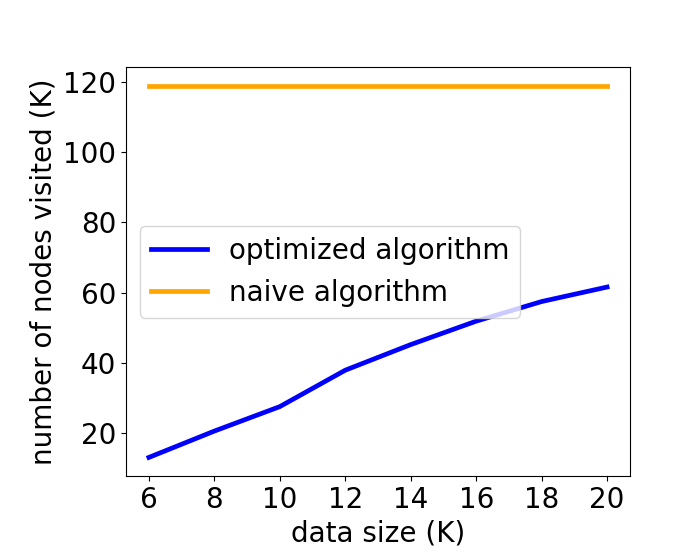 120
100
80
60
40
20
number of nodes visited (K)
optimized algorithm
naive algorithm
6 8 10 12 14 16 18 20
data size (K)